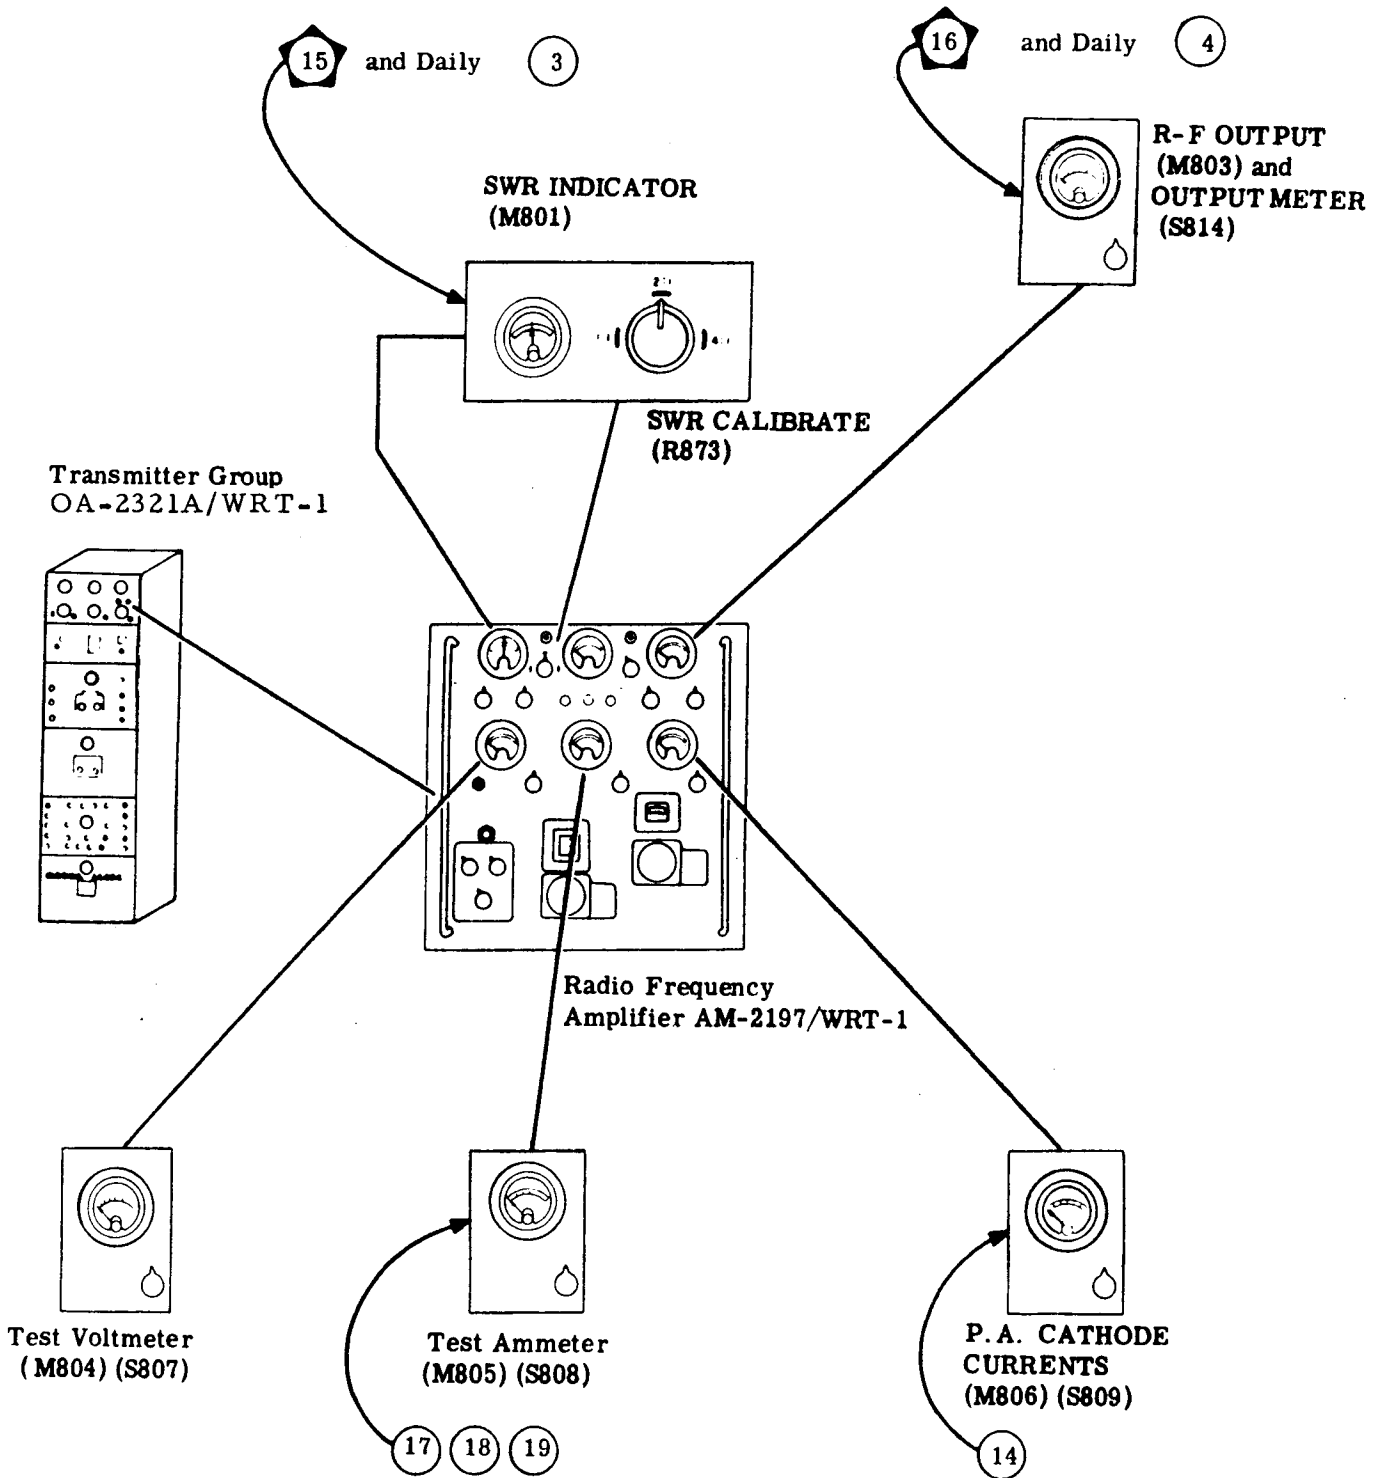 15 and Daily 3
16 and Daily 4
R-F OUTPUT
(M803) and
OUTPUT METER
(S814)
SWR INDICATOR
(M801)
SWR CALIBRATE
(R873)
Transmitter Group
OA-2321A/WRT-1
Radio Frequency
Amplifier AM-2197/WRT-1
Test Voltmeter
(M804) (S807)
Test Ammeter
(M805) (S808)
P.A. CATHODE
CURRENTS
(M806) (S809)
17 18 19
14